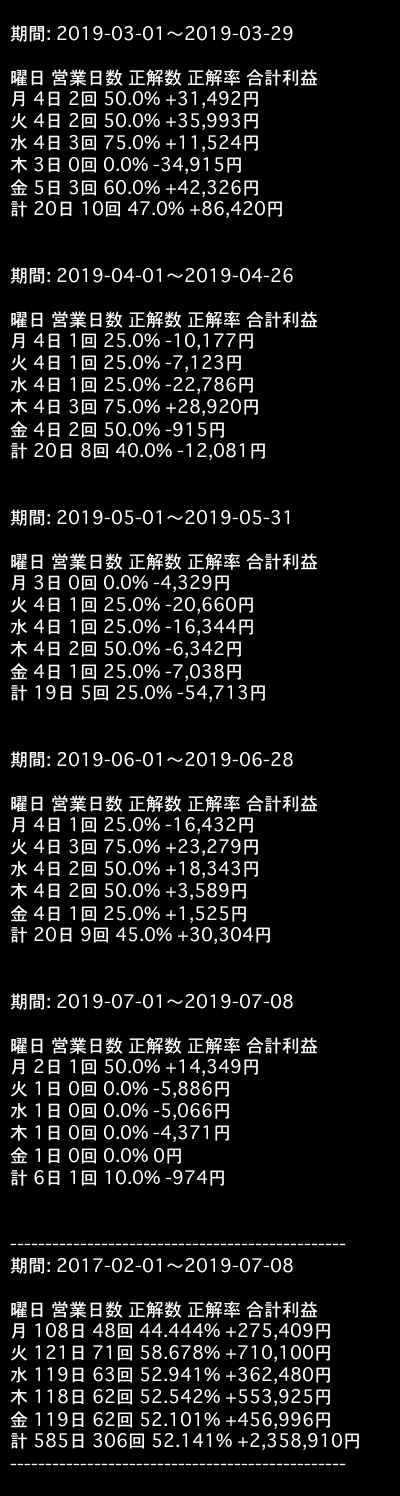 期間: 2019-03-01〜2019-03-29
曜日 営業日数 正解数 正解率 合計利益
月 4日 2回 50.0% +31,492円
火 4日 2回 50.0% +35,993円
水 4日 3回 75.0% +11,524円
木 3日 0回 0.0% -34,915円
金 5日 3回 60.0% +42,326円
計 20日 10回 47.0% +86,420円
期間: 2019-04-01〜2019-04-26
曜日 営業日数 正解数 正解率 合計利益
月 4日 1回 25.0% -10,177円
火 4日 1回 25.0% -7,123円
水 4日 1回 25.0% -22,786円
木 4日 3回 75.0% +28,920円
金 4日 2回 50.0% -915円
計 20日 8回 40.0% -12,081円
期間: 2019-05-01〜2019-05-31
曜日 営業日数 正解数 正解率 合計利益
月 3日 0回 0.0% -4,329円
火 4日 1回 25.0% -20,660円
水 4日 1回 25.0% -16,344円
木 4日 2回 50.0% -6,342円
金 4日 1回 25.0% -7,038円
計 19日 5回 25.0% -54,713円
期間: 2019-06-01〜2019-06-28
曜日 営業日数 正解数 正解率 合計利益
月 4日 1回 25.0% -16,432円
火 4日 3回 75.0% +23,279円
水 4日 2回 50.0% +18,343円
木 4日 2回 50.0% +3,589円
金 4日 1回 25.0% +1,525円
計 20日 9回 45.0% +30,304円
期間: 2019-07-01〜2019-07-08
曜日 営業日数 正解数 正解率 合計利益
月 2日 1回 50.0% +14,349円
火 1日 0回 0.0% -5,886円
水 1日 0回 0.0% -5,066円
木 1日 0回 0.0% -4,371円
金 1日 0回 0.0% 0円
計 6日 1回 10.0% -974円
------------------------------------------------
期間: 2017-02-01〜2019-07-08
曜日 営業日数 正解数 正解率 合計利益
月 108日 48回 44.444% +275,409円
火 121日 71回 58.678% +710,100円
水 119日 63回 52.941% +362,480円
木 118日 62回 52.542% +553,925円
金 119日 62回 52.101% +456,996円
計 585日 306回 52.141% +2,358,910円
------------------------------------------------